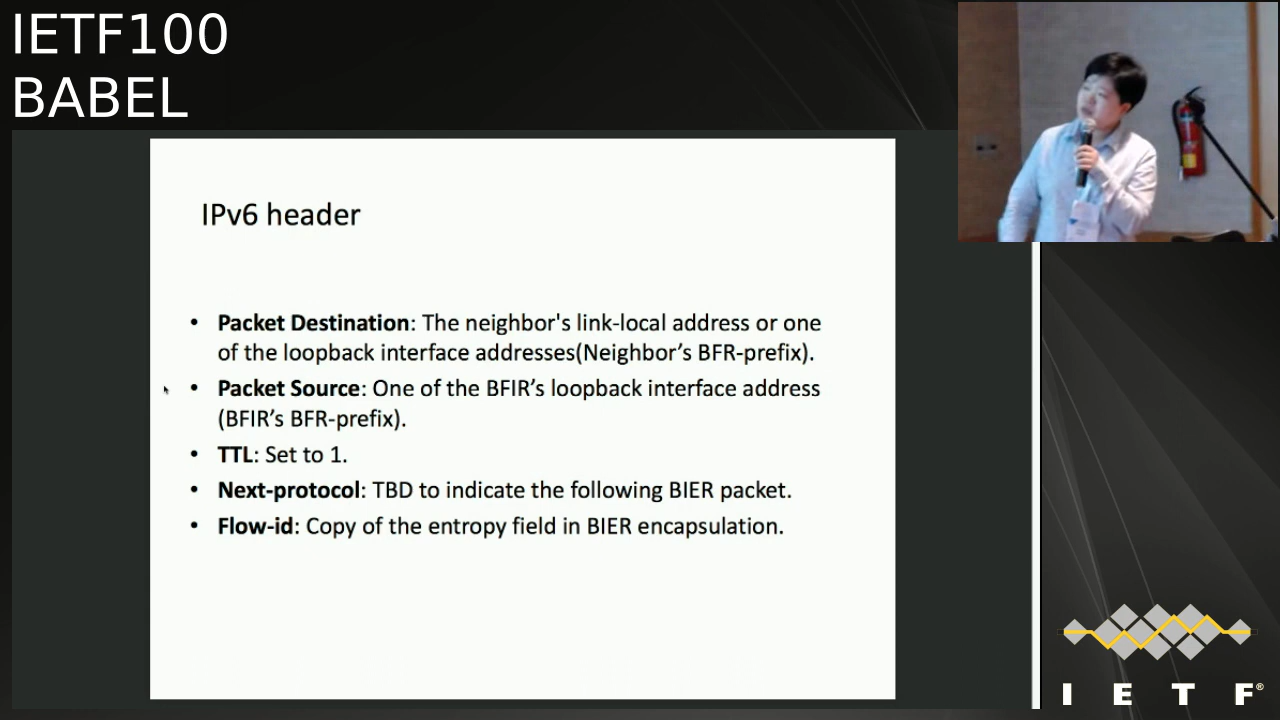 IETF100
BABEL
IPv6 header
• Packet Destination: The neighbor's link-local address or one
of the loopback interface addresses(Neighbor’s BFR-prefix).
• Packet Source: One of the BFIR’s loopback interface address
(BFIR’s BFR-prefix).
• TTL: Set to 1.
• Next-protocol: TBD to indicate the following BIER packet.
• Flow-id: Copy of the entropy field in BIER encapsulation.
I E T F®